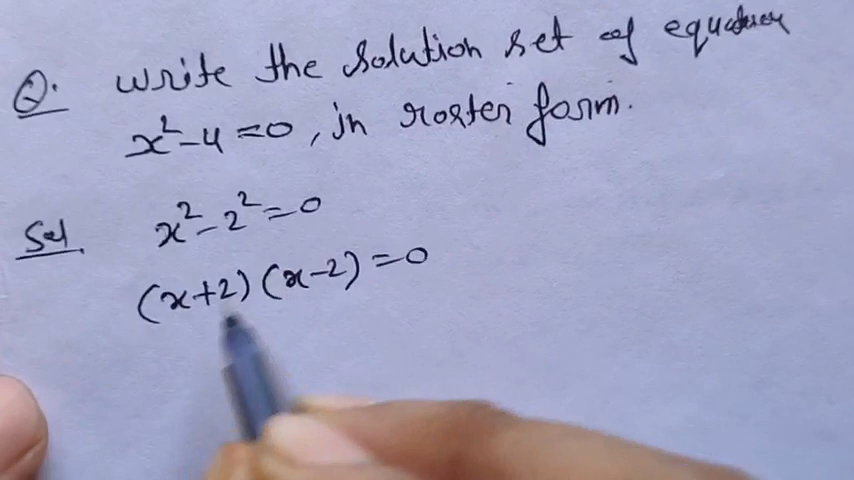 Q. write the solution set of equation
x²-4=0, in roster form.
Sol x²-2²=0
(x+2)(x-2)=0